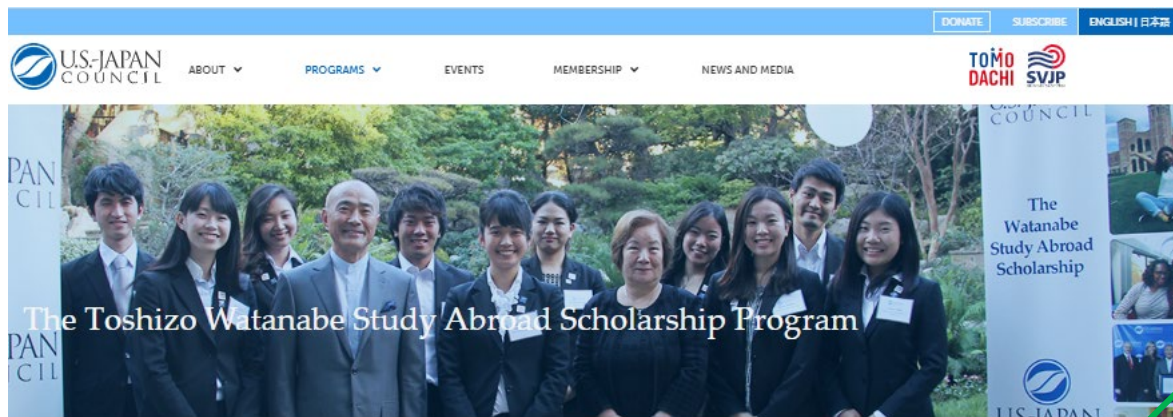 DONATE SUBSCRIBE ENGLISH | 日本語
U.S.-JAPAN
COUNCIL
ABOUT PROGRAMS EVENTS MEMBERSHIP NEWS AND MEDIA
TOMO
DACHI
SVJP
COUNCIL
PAN
CIL
The
Watanabe
Study Abroad
Scholarship
The Toshizo Watanabe Study Abroad Scholarship Program
PAN
CIL
U.S.-JAPAN